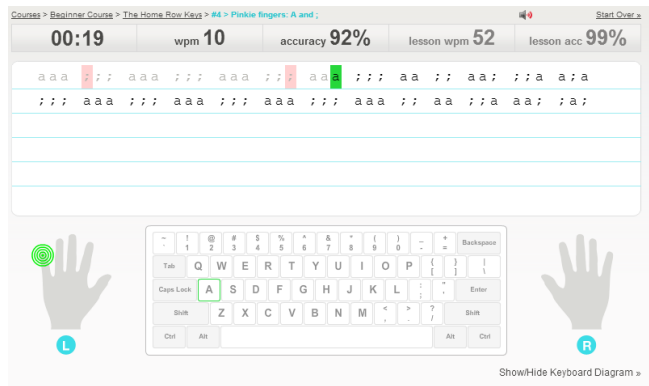 Courses > Beginner Course > The Home Row Keys > #4 > Pinkie fingers: A and ;
Start Over »
00:19 wpm 10 accuracy 92% lesson wpm 52 lesson acc 99%
aaa ;;; aaa ;;; aaa ;;; aaa ;;; aa ;; aa; ;;a a;a
;;; aaa ;;; aaa ;;; aaa ;;; aaa ;; aa ;;a aa; ;a;
~ ` ! 1 @ 2 # 3 $ 4 % 5 ^ 6 & 7 * 8 ( 9 ) 0 _ - + = Backspace
Tab Q W E R T Y U I O P { [ } ] | \
Caps Lock A S D F G H J K L : ; " ' Enter
Shift Z X C V B N M < , > . ? / Shift
Ctrl Alt Alt Ctrl
L
R
Show/Hide Keyboard Diagram »